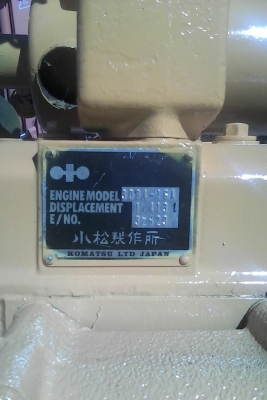 ENGINE MODEL
DISPLACEMENT
E/NO.
小松製作所
KOMATSU LTD JAPAN